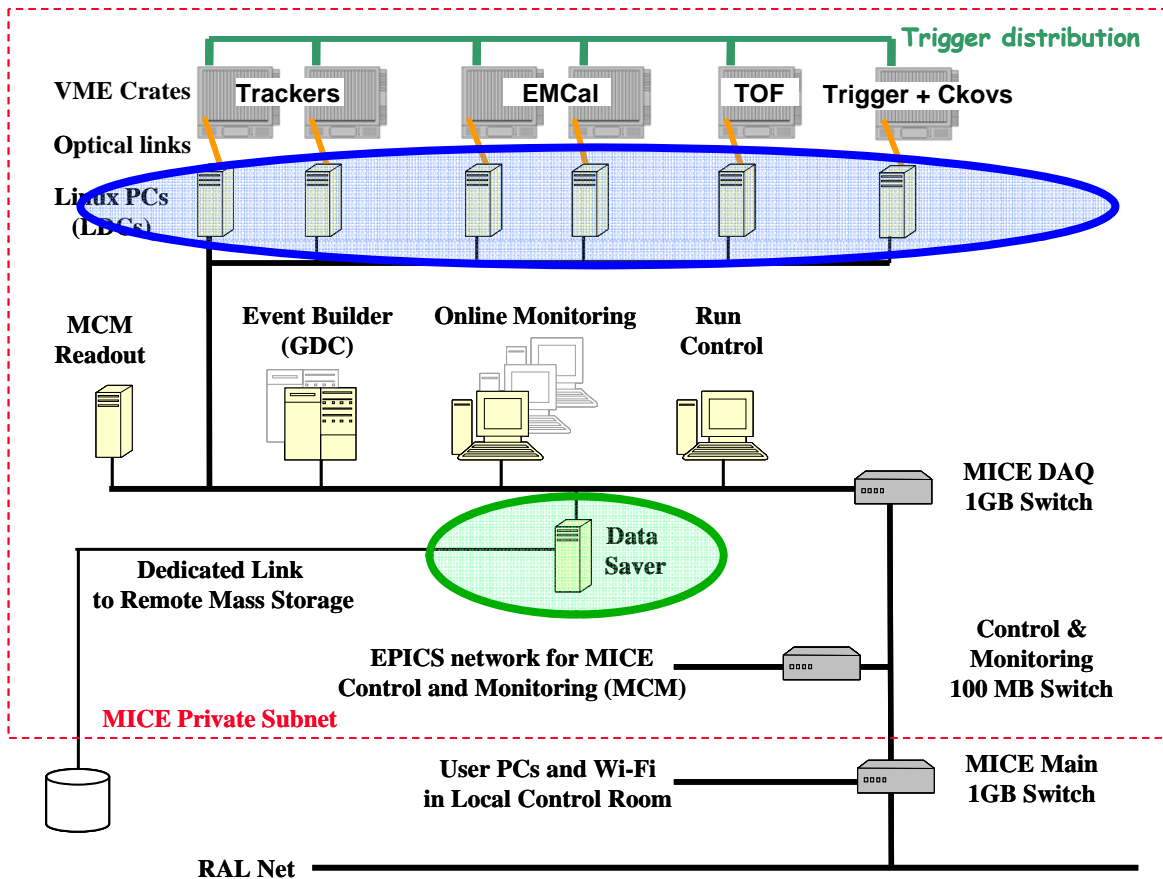 Trigger distribution
VME Crates
Trackers
EMCal
TOF
Trigger + Ckovs
Optical links
Linux PCs
(LDCs)
MCM
Readout
Event Builder
(GDC)
Online Monitoring
Run
Control
MICE DAQ
1GB Switch
Data
Saver
Dedicated Link
to Remote Mass Storage
EPICS network for MICE
Control and Monitoring (MCM)
Control &
Monitoring
100 MB Switch
MICE Private Subnet
User PCs and Wi-Fi
in Local Control Room
MICE Main
1GB Switch
RAL Net